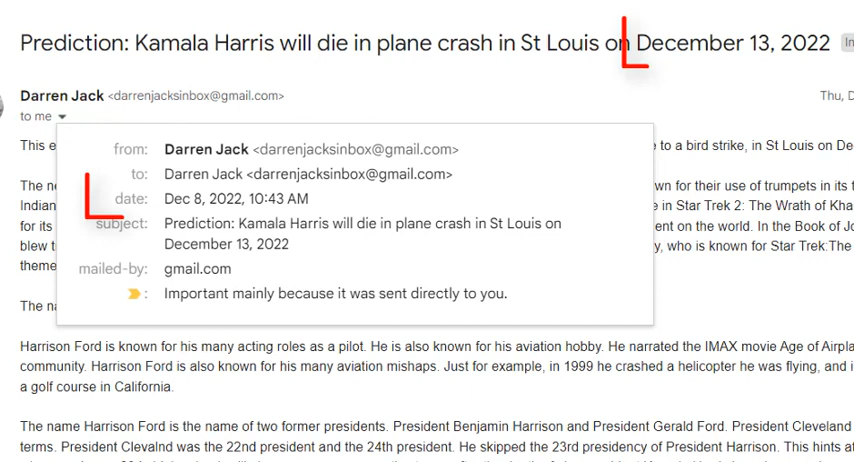 Prediction: Kamala Harris will die in plane crash in St Louis on December 13, 2022
Darren Jack <darrenjacksinbox@gmail.com>
Thu, D
to me
This e
e to a bird strike, in St Louis on De
from: Darren Jack <darrenjacksinbox@gmail.com>
to: Darren Jack <darrenjacksinbox@gmail.com>
date: Dec 8, 2022, 10:43 AM
subject: Prediction: Kamala Harris will die in plane crash in St Louis on
December 13, 2022
mailed-by: gmail.com
: Important mainly because it was sent directly to you.
The n
wn for their use of trumpets in its
Indian
e in Star Trek 2: The Wrath of Kha
for its
ent on the world. In the Book of Jo
blew t
y, who is known for Star Trek:The
theme
The n
Harrison Ford is known for his many acting roles as a pilot. He is also known for his aviation hobby. He narrated the IMAX movie Age of Airpla
community. Harrison Ford is also known for his many aviation mishaps. Just for example, in 1999 he crashed a helicopter he was flying, and i
a golf course in California.
The name Harrison Ford is the name of two former presidents. President Benjamin Harrison and President Gerald Ford. President Cleveland
terms. President Clevalnd was the 22nd president and the 24th president. He skipped the 23rd presidency of President Harrison. This hints at